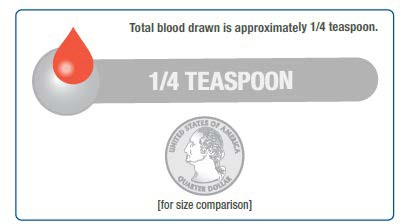 Total blood drawn is approximately 1/4 teaspoon.
1/4 TEASPOON
UNITED STATES OF AMERICA
QUARTER DOLLAR
[for size comparison]